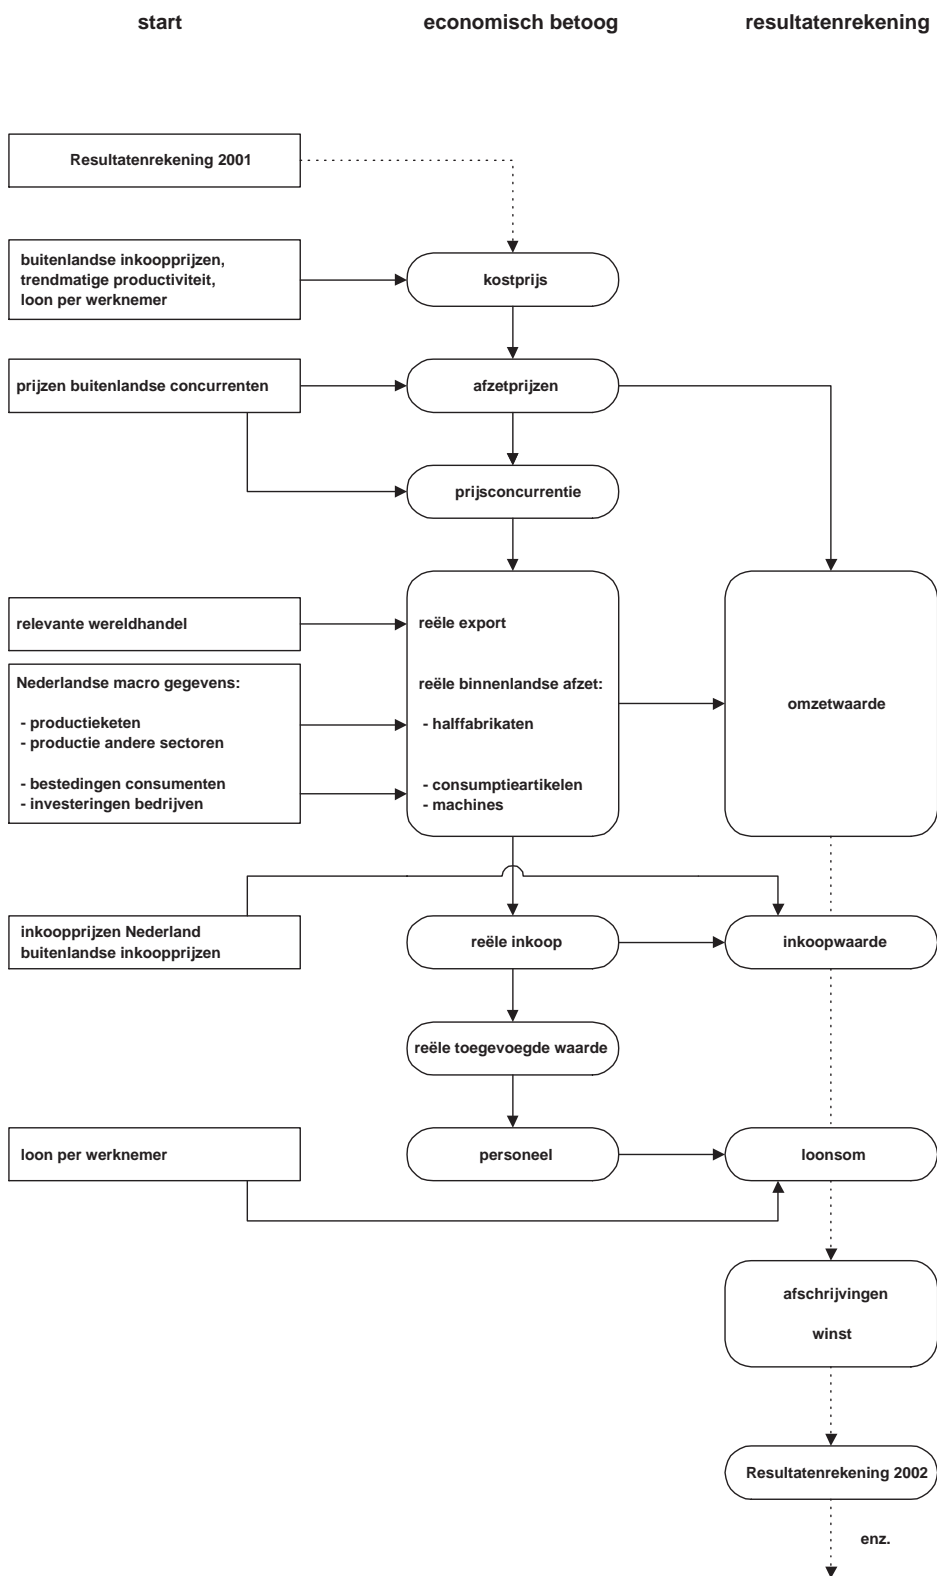 start
economisch betoog
resultatenrekening
Resultatenrekening 2001
buitenlandse inkoopprijzen,
trendmatige productiviteit,
loon per werknemer
kostprijs
prijzen buitenlandse concurrenten
afzetprijzen
prijsconcurrentie
relevante wereldhandel
reële export
Nederlandse macro gegevens:
- productieketen
- productie andere sectoren
- bestedingen consumenten
- investeringen bedrijven
reële binnenlandse afzet:
- halffabrikaten
- consumptieartikelen
- machines
omzetwaarde
inkoopprijzen Nederland
buitenlandse inkoopprijzen
reële inkoop
inkoopwaarde
reële toegevoegde waarde
loon per werknemer
personeel
loonsom
afschrijvingen
winst
Resultatenrekening 2002
enz.